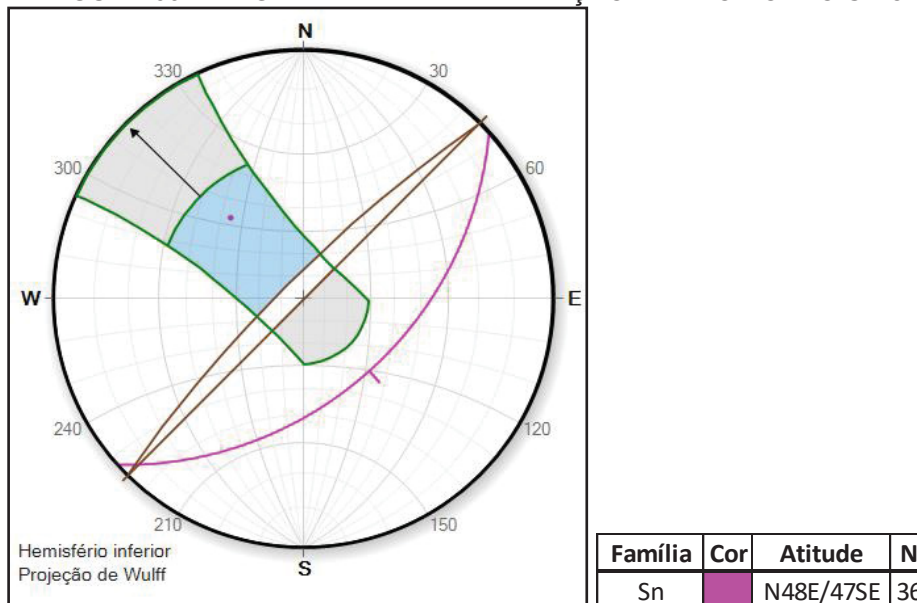 N
330
30
300
60
W
E
240
120
210
150
S
Hemisfério inferior
Projeção de Wulff
Família Cor Atitude N
Sn N48E/47SE 36